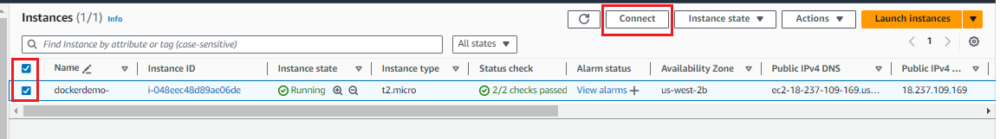 Instances (1/1) Info
Connect
Instance state
Actions
Launch instances
Find Instance by attribute or tag (case-sensitive)
All states
1
Name Instance ID Instance state Instance type Status check Alarm status Availability Zone Public IPv4 DNS Public IPv4 ...
dockerdemo- i-048eec48d89ae06de Running t2.micro 2/2 checks passed View alarms us-west-2b ec2-18-237-109-169.us... 18.237.109.169